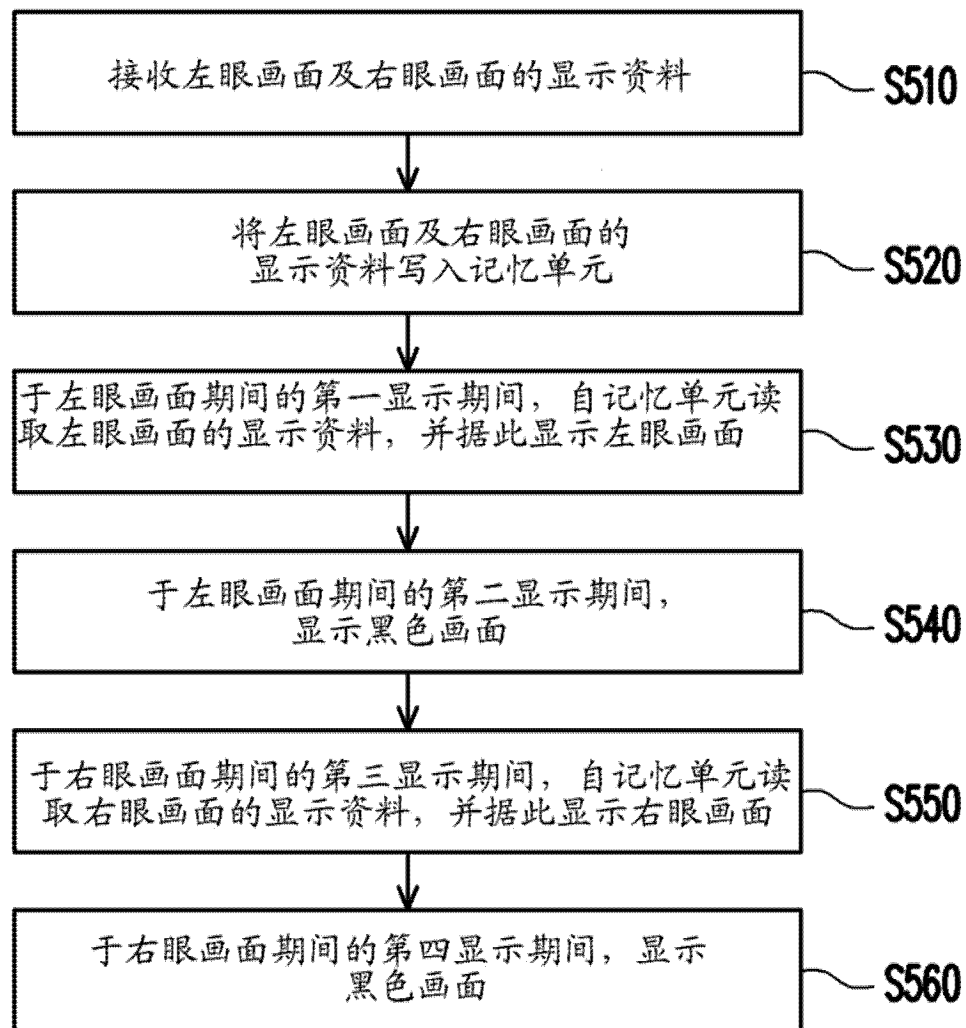 接收左眼画面及右眼画面的显示资料
S510
将左眼画面及右眼画面的
显示资料写入记忆单元
S520
于左眼画面期间的第一显示期间，自记忆单元读
取左眼画面的显示资料，并据此显示左眼画面
S530
于左眼画面期间的第二显示期间，
显示黑色画面
S540
于右眼画面期间的第三显示期间，自记忆单元读
取右眼画面的显示资料，并据此显示右眼画面
S550
于右眼画面期间的第四显示期间，显示
黑色画面
S560